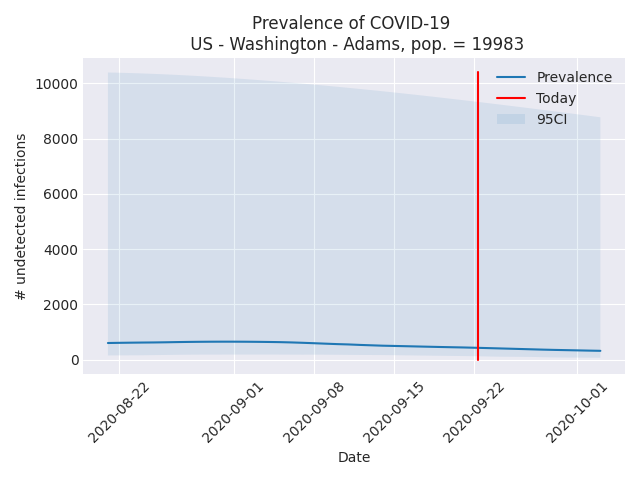 Prevalence of COVID-19
US - Washington - Adams, pop. = 19983
Prevalence
Today
95CI
# undetected infections
10000
8000
6000
4000
2000
0
2020-08-22
2020-09-01
2020-09-08
2020-09-15
2020-09-22
2020-10-01
Date